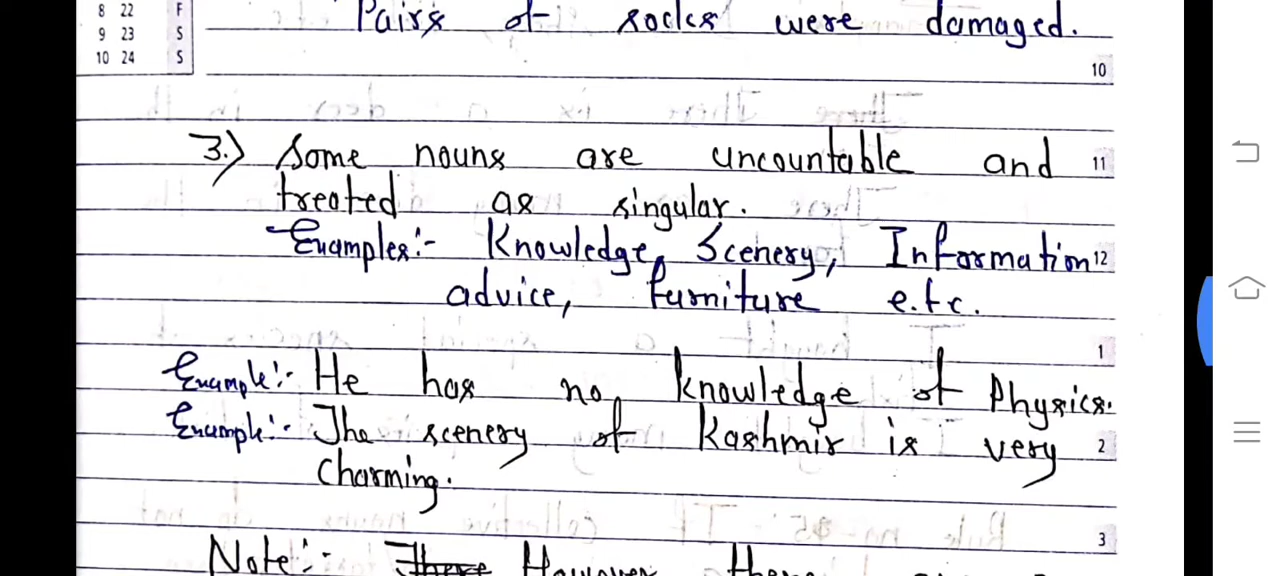 8 22 F
Pairs of socks were damaged.
9 23 S
10 24 S
10
3.) Some nouns are uncountable and 11
treated as singular.
Examples:- Knowledge, Scenery, Information 12
advice, furniture e.t.c.
1
Example:- He has no knowledge of Physics.
Example:- The scenery of Kashmir is very 2
charming.
3
Note:- There However there